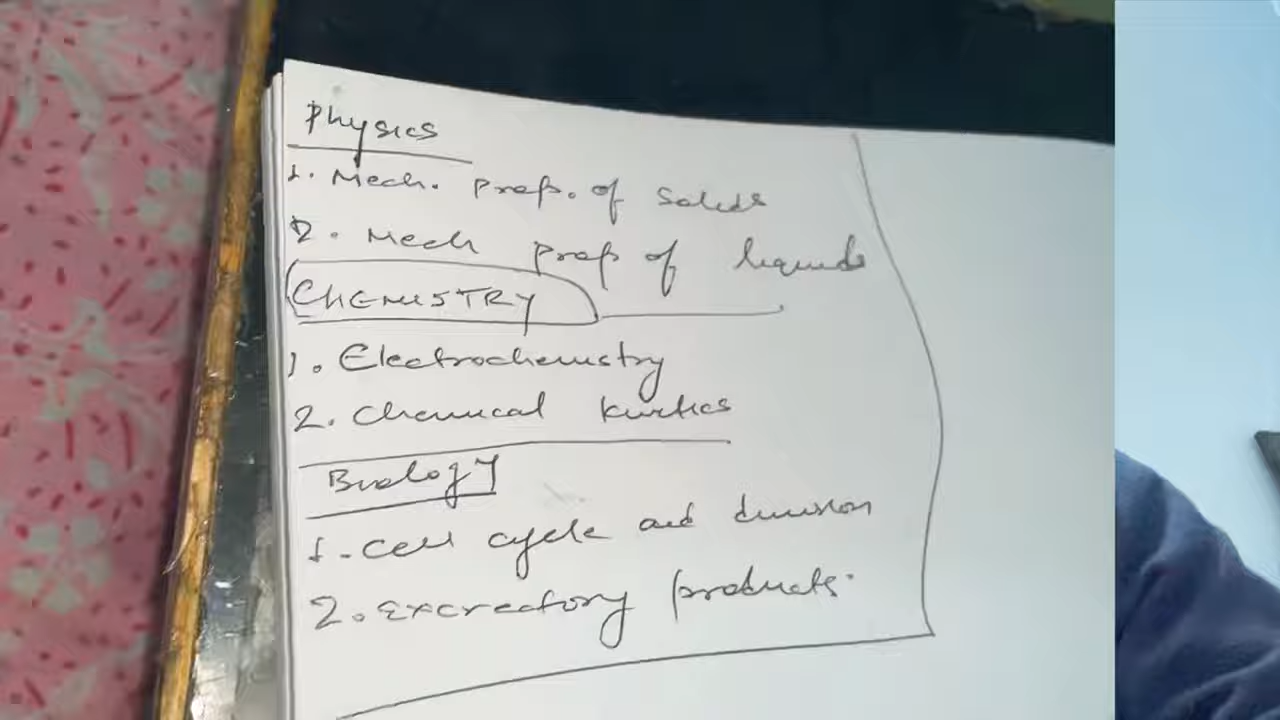 Physics
1. Mech. prop. of Solids
2. Mech prop of liquids
CHEMISTRY
1. Electrochemistry
2. Chemical kinetics
Biology
1. Cell cycle and division
2. Excreatory products.